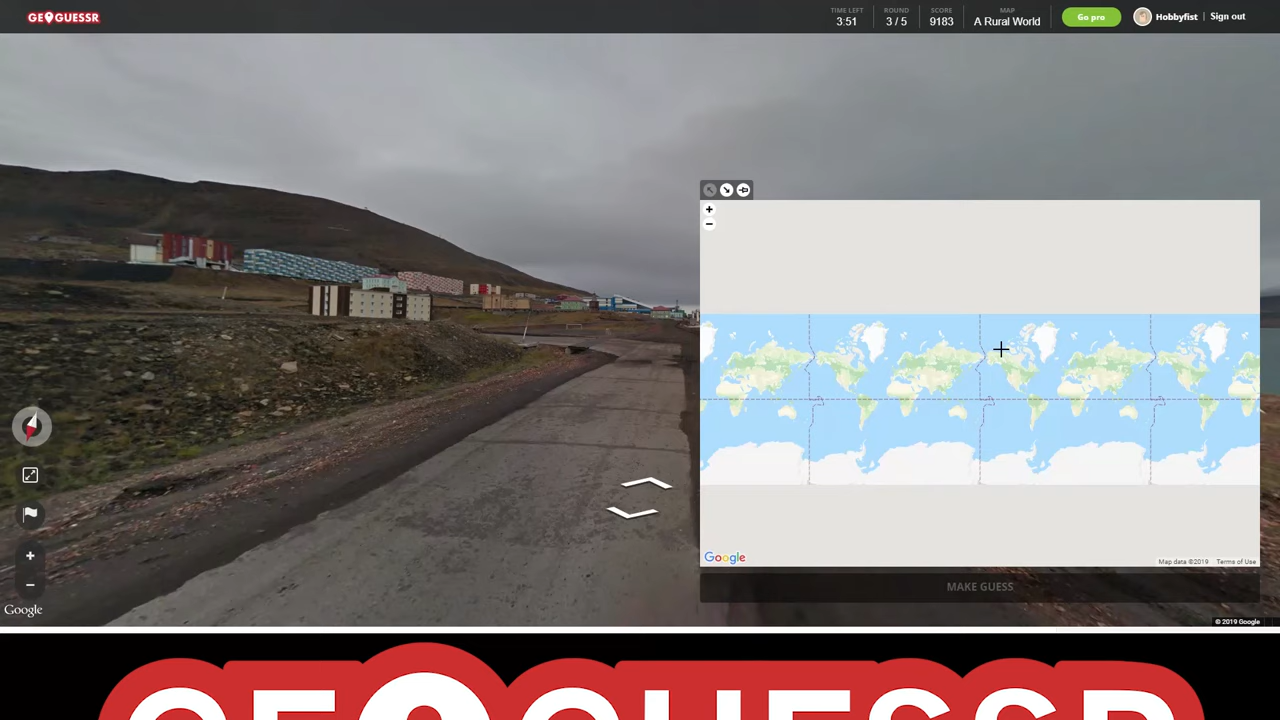 GEOGUESSR
TIME LEFT
3:51
ROUND
3 / 5
SCORE
9183
MAP
A Rural World
Go pro
Hobbyfist
Sign out
Google
Map data ©2019
Terms of Use
MAKE GUESS
Google
© 2019 Google
GEOGUESSR